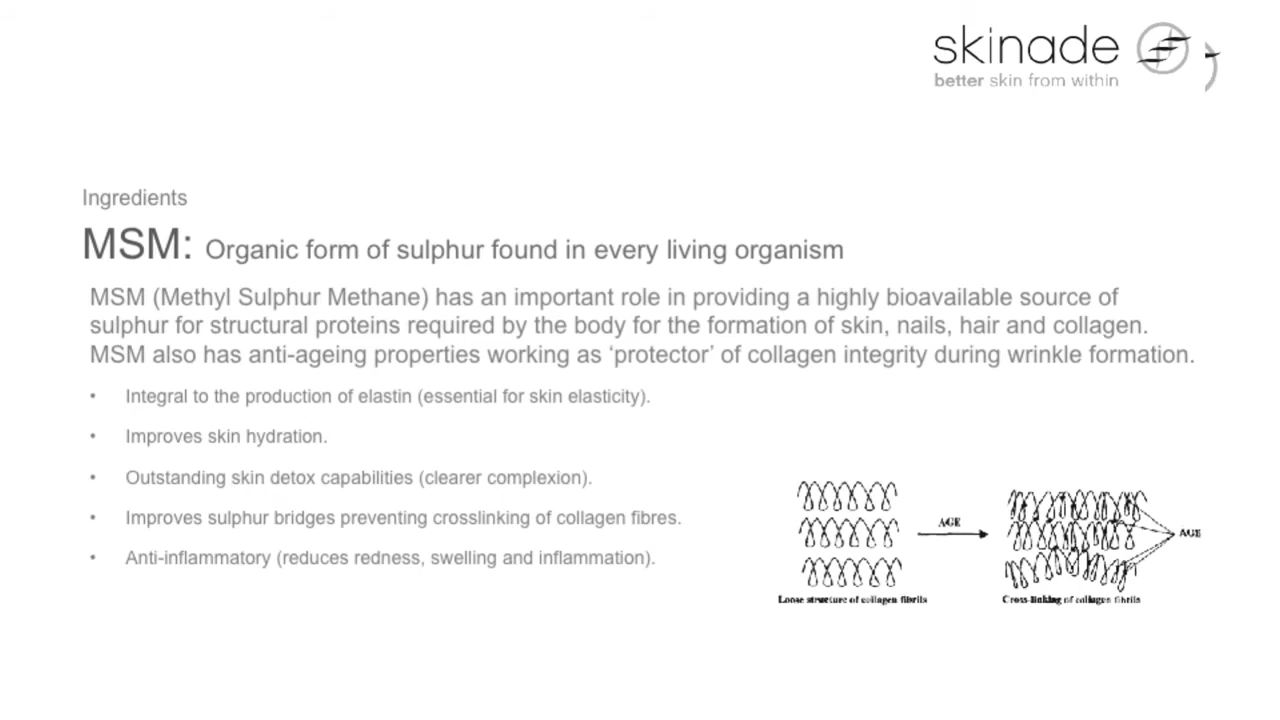 skinade
better skin from within
Ingredients
MSM: Organic form of sulphur found in every living organism
MSM (Methyl Sulphur Methane) has an important role in providing a highly bioavailable source of
sulphur for structural proteins required by the body for the formation of skin, nails, hair and collagen.
MSM also has anti-ageing properties working as ‘protector’ of collagen integrity during wrinkle formation.
• Integral to the production of elastin (essential for skin elasticity).
• Improves skin hydration.
• Outstanding skin detox capabilities (clearer complexion).
• Improves sulphur bridges preventing crosslinking of collagen fibres.
• Anti-inflammatory (reduces redness, swelling and inflammation).
AGE
AGE
Loose structure of collagen fibrils
Cross-linking of collagen fibrils